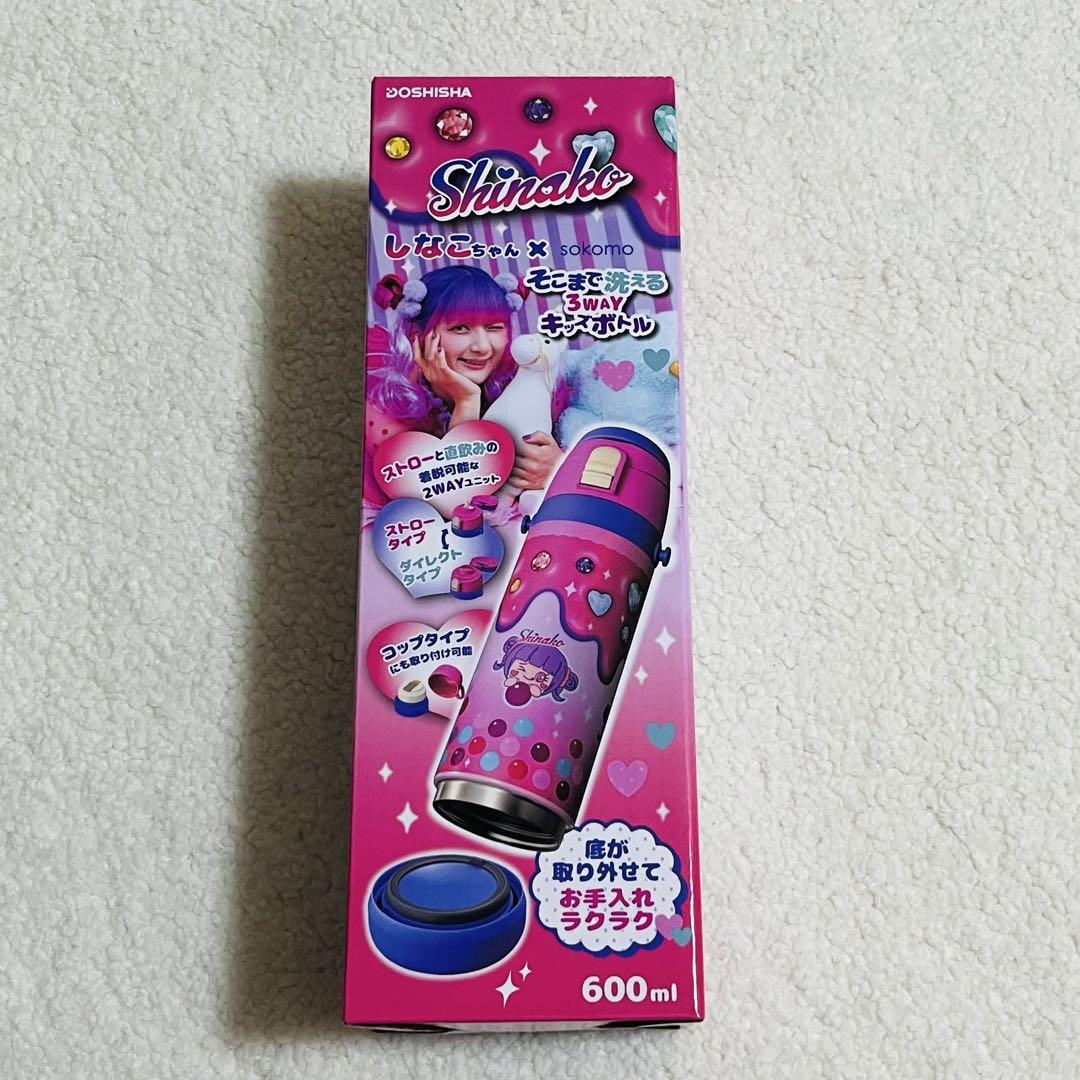 DOSHISHA
Shinako
しなこちゃん × sokomo
そこまで洗える
3WAY
キッズボトル
ストローと直飲みの
着脱可能な
2WAYユニット
ストロー
タイプ
ダイレクト
タイプ
コップタイプ
にも取り付け可能
Shinako
底が
取り外せて
お手入れ
ラクラク
600ml